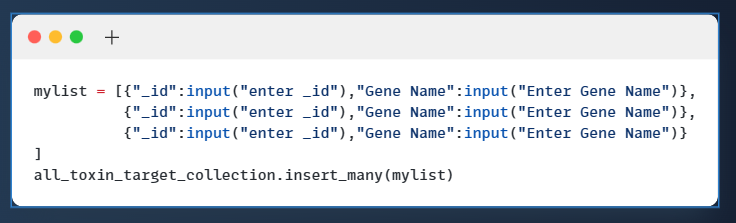 mylist = [{"_id":input("enter _id"),"Gene Name":input("Enter Gene Name")},
{"_id":input("enter _id"),"Gene Name":input("Enter Gene Name")},
{"_id":input("enter _id"),"Gene Name":input("Enter Gene Name")}
]
all_toxin_target_collection.insert_many(mylist)